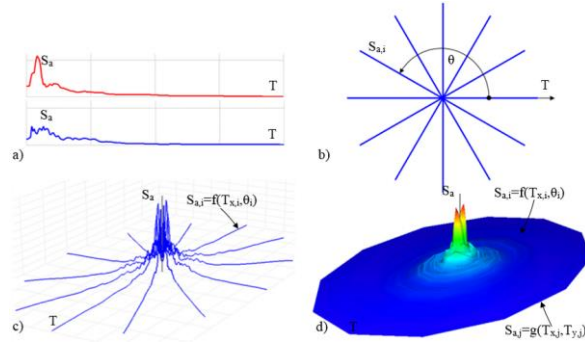 Sa
T
Sa
T
a)
Sa,i
θ
T
b)
Sa
Sa,i=f(Tx,i,θi)
T
c)
Sa
Sa,i=f(Tx,i,θi)
T
Sa,j=g(Tx,j,Ty,j)
d)